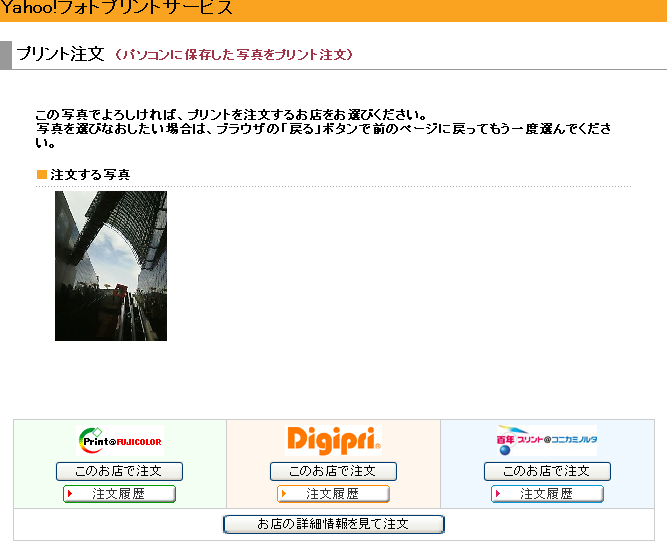 Yahoo!フォトプリントサービス
プリント注文 （パソコンに保存した写真をプリント注文）
この写真でよろしければ、プリントを注文するお店をお選びください。
写真を選びなおしたい場合は、ブラウザの「戻る」ボタンで前のページに戻ってもう一度選んでくださ
い。
注文する写真
Print@FUJICOLOR
Digipri
百年プリント@コニカミノルタ
このお店で注文
このお店で注文
このお店で注文
注文履歴
注文履歴
注文履歴
お店の詳細情報を見て注文